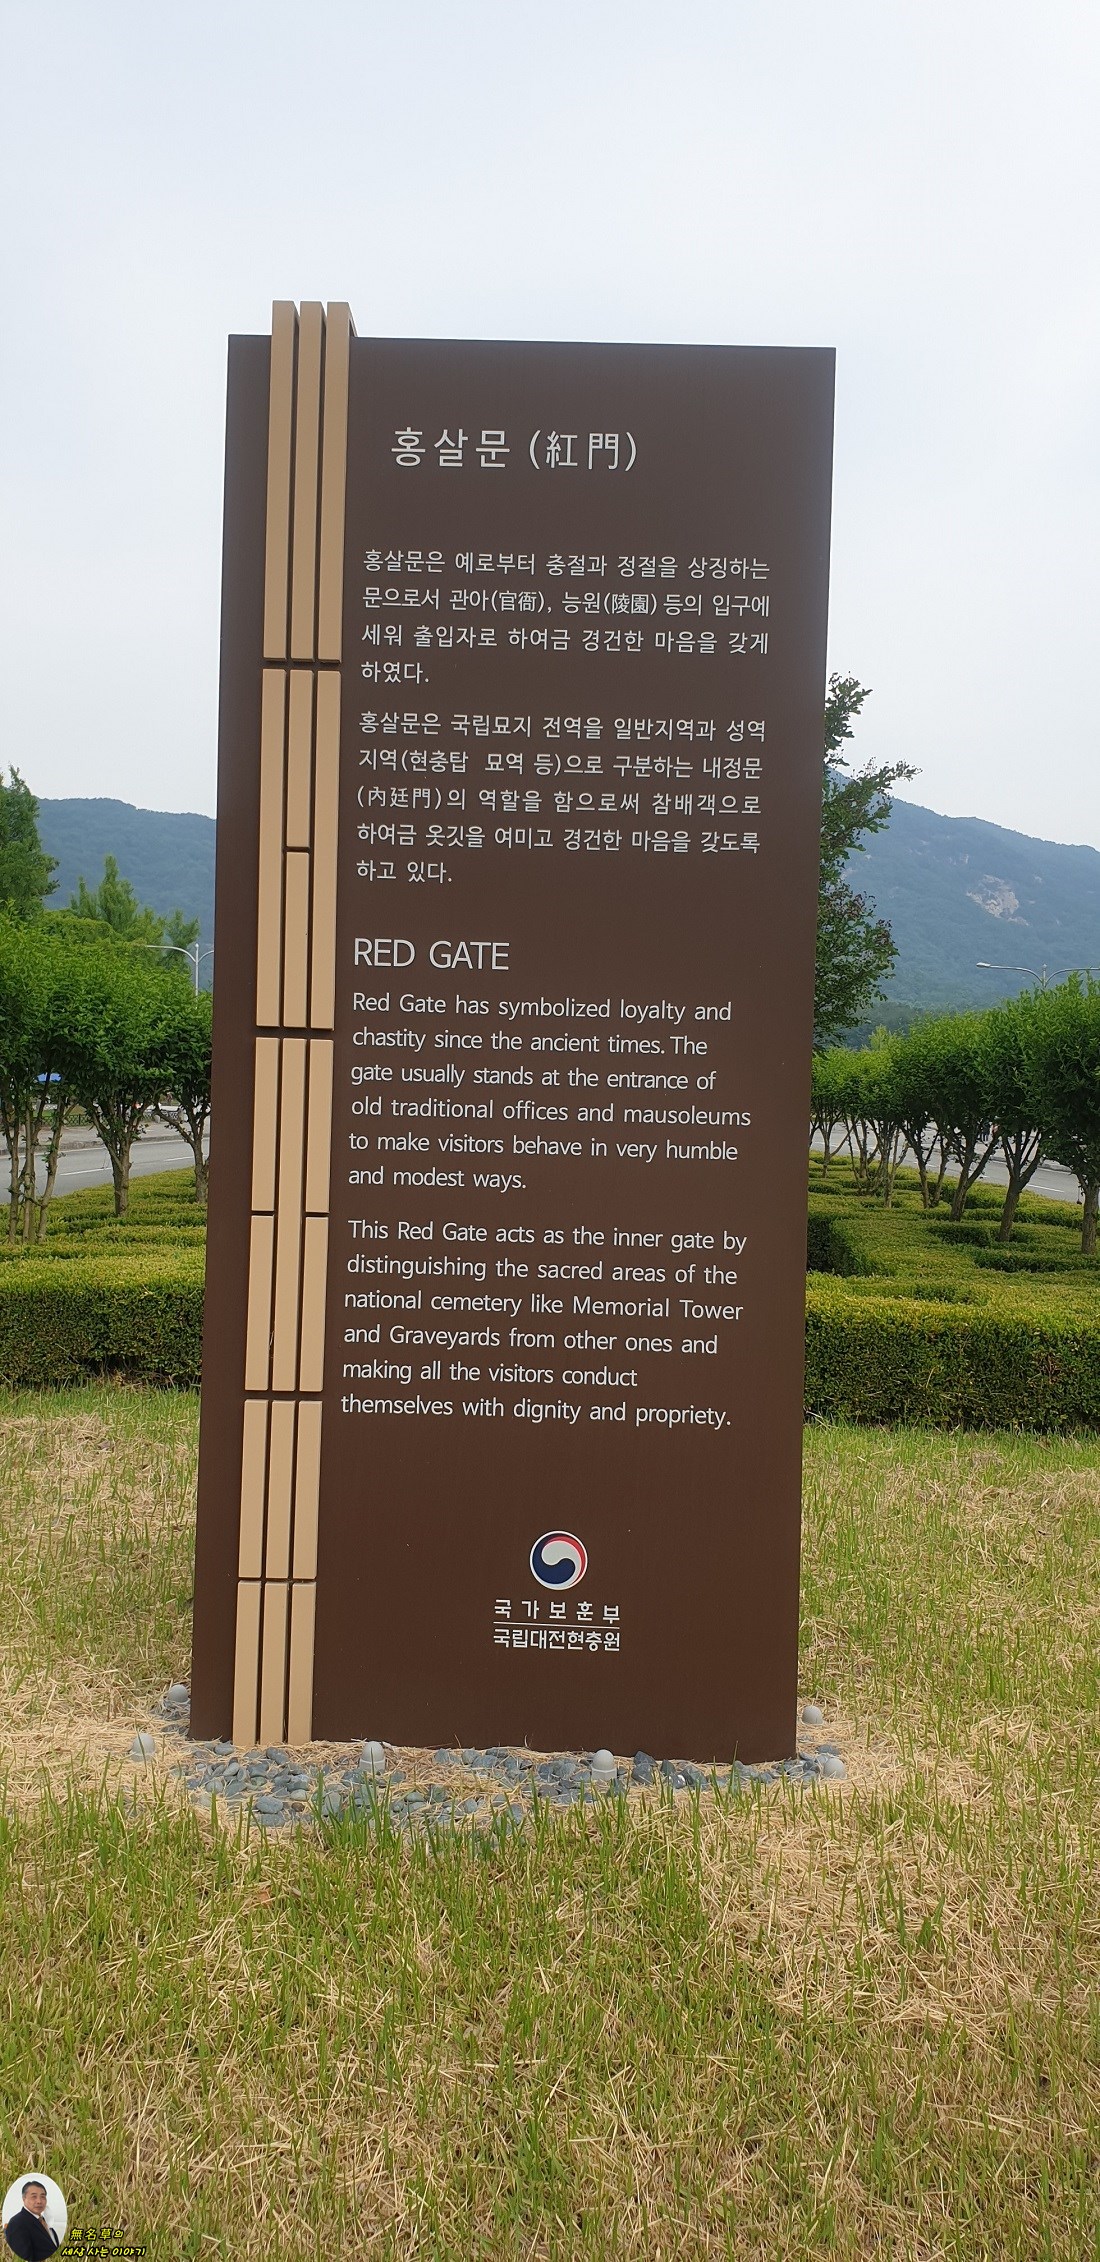 홍살문 (紅門)
홍살문은 예로부터 충절과 정절을 상징하는
문으로서 관아(官衙), 능원(陵園) 등의 입구에
세워 출입자로 하여금 경건한 마음을 갖게
하였다.
홍살문은 국립묘지 전역을 일반지역과 성역
지역(현충탑 묘역 등)으로 구분하는 내정문
(內廷門)의 역할을 함으로써 참배객으로
하여금 옷깃을 여미고 경건한 마음을 갖도록
하고 있다.
RED GATE
Red Gate has symbolized loyalty and
chastity since the ancient times. The
gate usually stands at the entrance of
old traditional offices and mausoleums
to make visitors behave in very humble
and modest ways.
This Red Gate acts as the inner gate by
distinguishing the sacred areas of the
national cemetery like Memorial Tower
and Graveyards from other ones and
making all the visitors conduct
themselves with dignity and propriety.
국가보훈부
국립대전현충원
無名草의
세상 사는 이야기